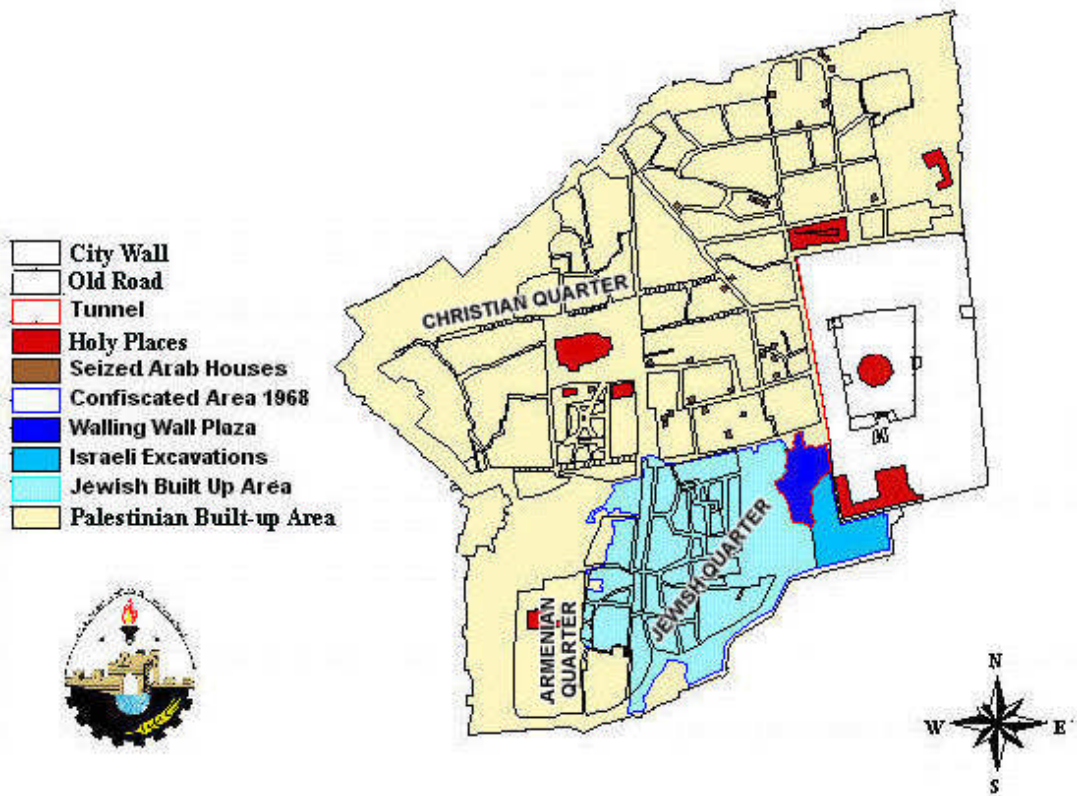 City Wall
Old Road
Tunnel
Holy Places
Seized Arab Houses
Confiscated Area 1968
Walling Wall Plaza
Israeli Excavations
Jewish Built Up Area
Palestinian Built-up Area
CHRISTIAN QUARTER
JEWISH QUARTER
ARMENIAN
QUARTER
N
W
E
S